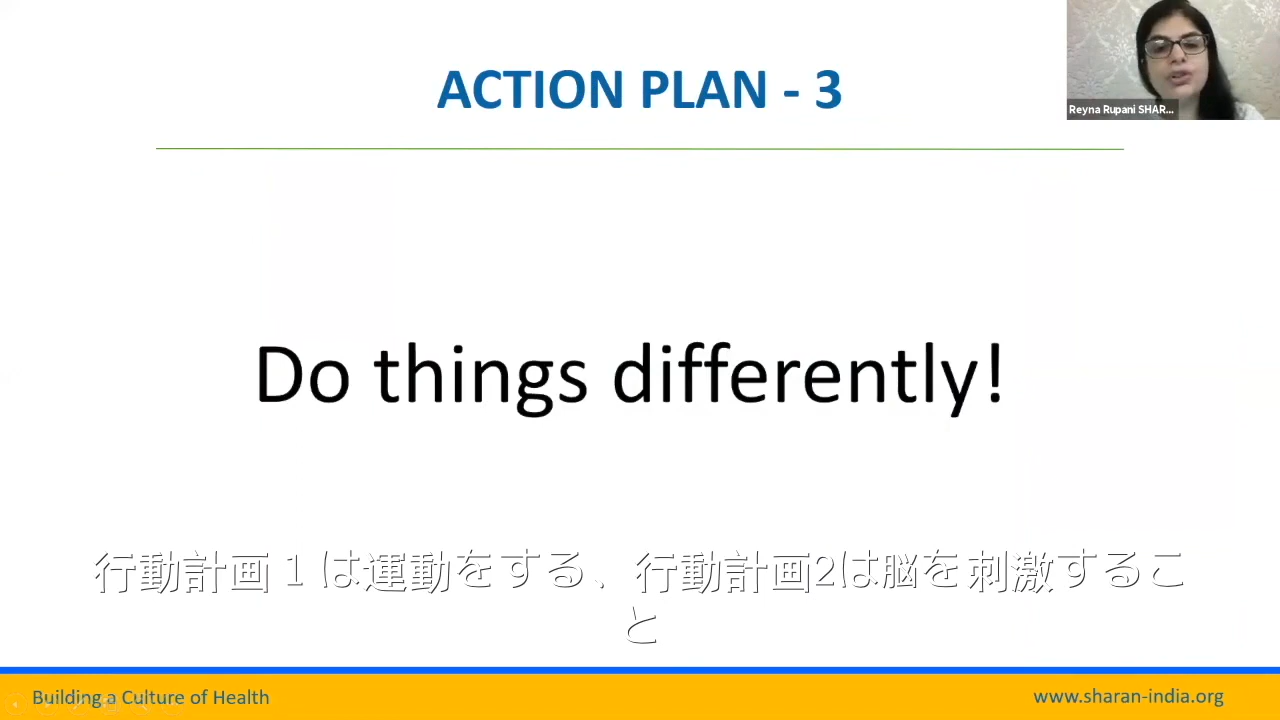 ACTION PLAN - 3
Reyna Rupani SHAR...
Do things differently!
行動計画１は運動をする、行動計画2は脳を刺激するこ
と
Building a Culture of Health
www.sharan-india.org